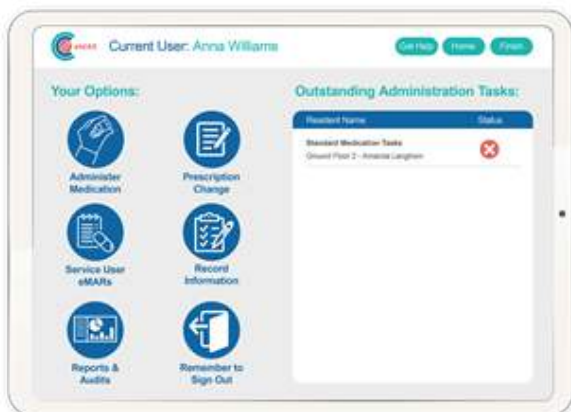 eMAR
Current User: Anna Williams
Get Help
Home
Finish
Your Options:
Administer
Medication
Prescription
Change
Service User
eMARs
Record
Information
Reports &
Audits
Remember to
Sign Out
Outstanding Administration Tasks:
Resident Name
Status
Standard Medication Tasks
Ground Floor 2 - Amanda Langham